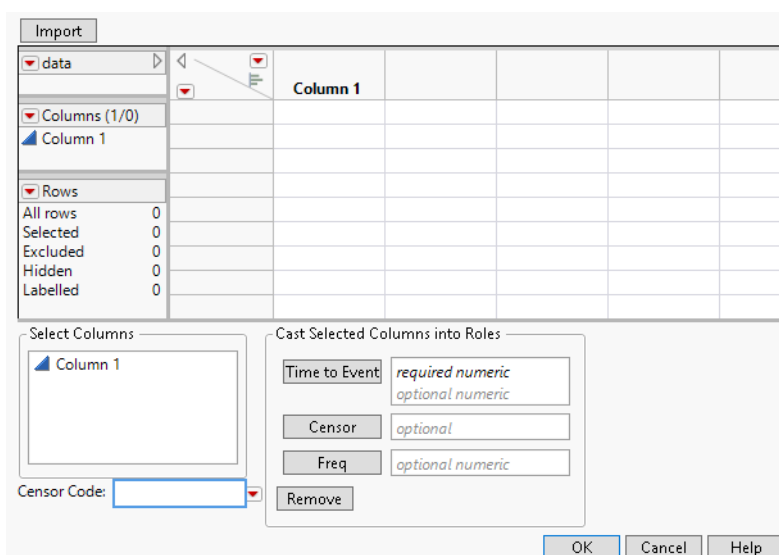 Import
data
Column 1
Columns (1/0)
Column 1
Rows
All rows 0
Selected 0
Excluded 0
Hidden 0
Labelled 0
Select Columns
Column 1
Censor Code:
Cast Selected Columns into Roles
Time to Event required numeric
optional numeric
Censor optional
Freq optional numeric
Remove
OK Cancel Help